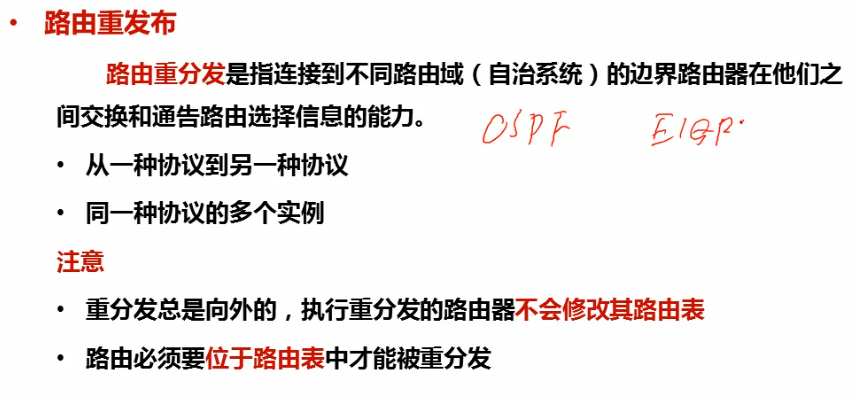 • 路由重发布
路由重分发是指连接到不同路由域（自治系统）的边界路由器在他们之
间交换和通告路由选择信息的能力。
OSPF EIGR
• 从一种协议到另一种协议
• 同一种协议的多个实例
注意
• 重分发总是向外的，执行重分发的路由器不会修改其路由表
• 路由必须要位于路由表中才能被重分发